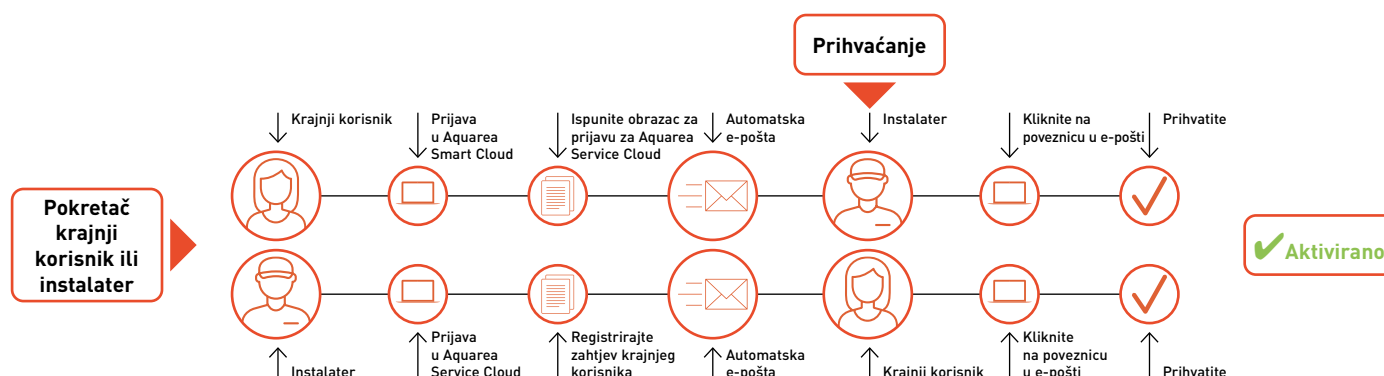 Prihvaćanje
Krajnji korisnik
Prijava
u Aquarea
Smart Cloud
Ispunite obrazac za
prijavu za Aquarea
Service Cloud
Automatska
e-pošta
Instalater
Kliknite na
poveznicu u e-pošti
Prihvatite
Pokretač
krajnji
korisnik ili
instalater
Aktivirano
Instalater
Prijava
u Aquarea
Service Cloud
Registrirajte
zahtjev krajnjeg
korisnika
Automatska
e-pošta
Krajnji korisnik
Kliknite
na poveznicu
u e-pošti
Prihvatite